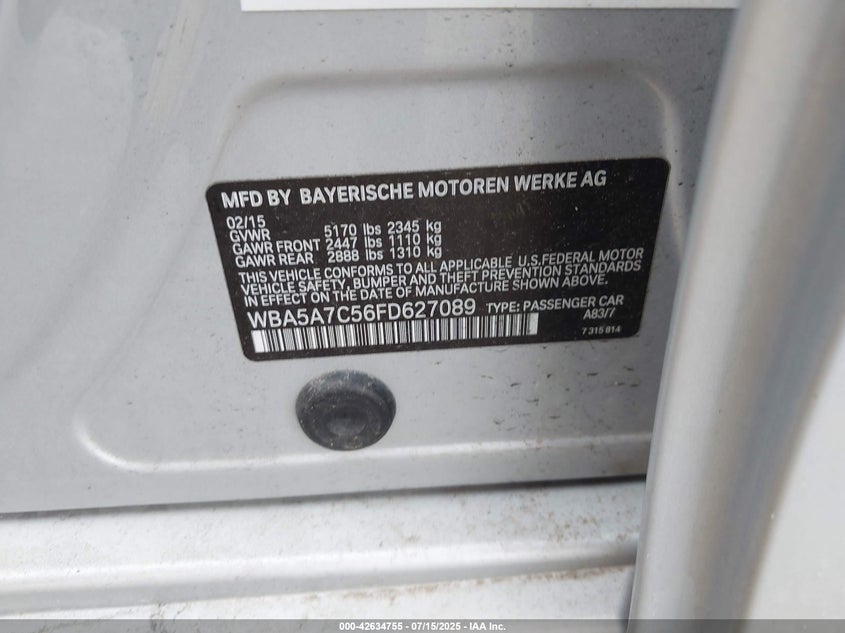 MFD BY BAYERISCHE MOTOREN WERKE AG
02/15
GVWR 5170 lbs 2345 kg
GAWR FRONT 2447 lbs 1110 kg
GAWR REAR 2888 lbs 1310 kg
THIS VEHICLE CONFORMS TO ALL APPLICABLE U.S.FEDERAL MOTOR
VEHICLE SAFETY, BUMPER AND THEFT PREVENTION STANDARDS
IN EFFECT ON THE DATE OF MANUFACTURE SHOWN ABOVE.
WBA5A7C56FD627089 TYPE: PASSENGER CAR
A83/7
7 315 814
000-42634755 - 07/15/2025 - IAA Inc.